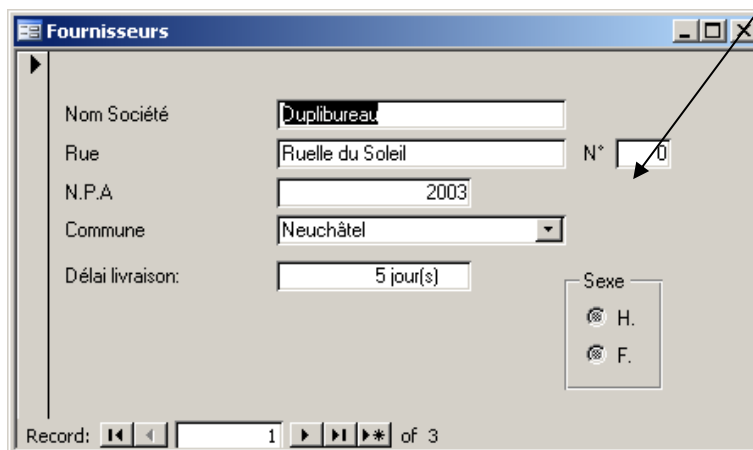 Fournisseurs
Nom Société Duplibureau
Rue Ruelle du Soleil N° 0
N.P.A 2003
Commune Neuchâtel
Délai livraison: 5 jour(s)
Sexe
H.
F.
Record: 1 of 3